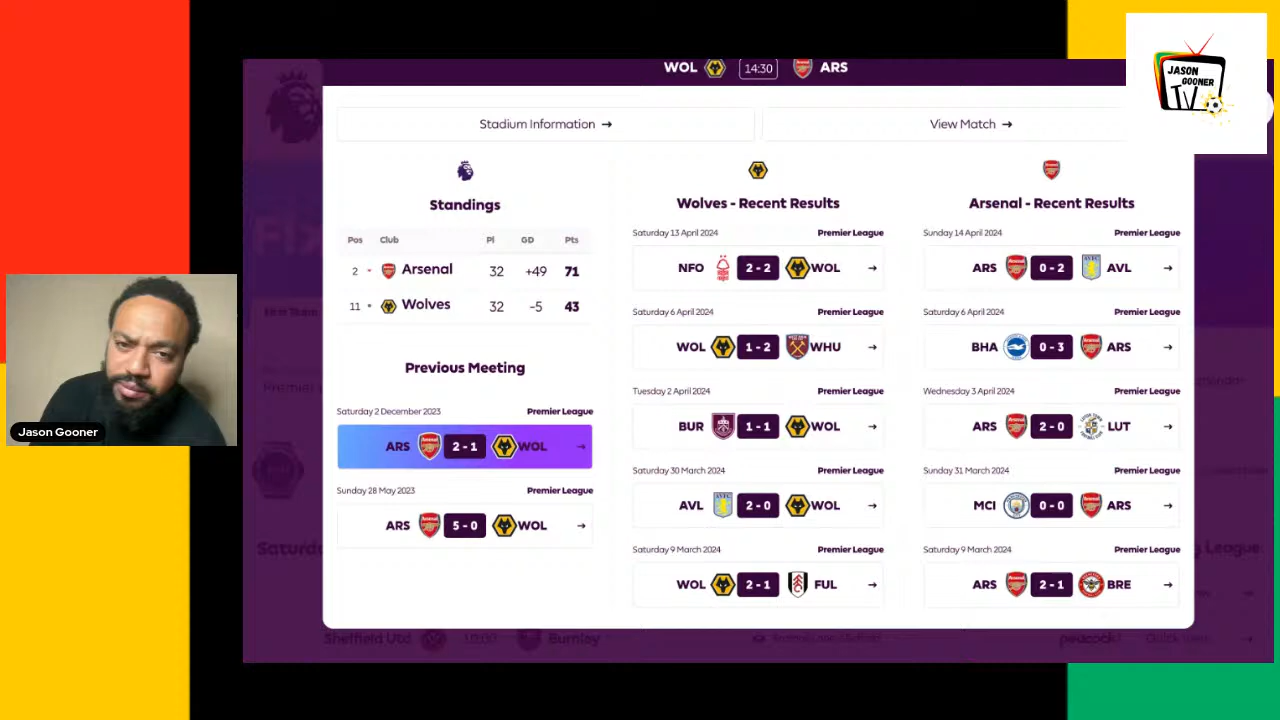 WOL 14:30 ARS
JASON
GOONER
TV
Stadium Information →
View Match →
Standings
Pos Club Pl GD Pts
2 Arsenal 32 +49 71
11 Wolves 32 -5 43
Previous Meeting
Saturday 2 December 2023 Premier League
ARS 2 - 1 WOL →
Sunday 28 May 2023 Premier League
ARS 5 - 0 WOL →
Wolves - Recent Results
Saturday 13 April 2024 Premier League
NFO 2 - 2 WOL →
Saturday 6 April 2024 Premier League
WOL 1 - 2 WHU →
Tuesday 2 April 2024 Premier League
BUR 1 - 1 WOL →
Saturday 30 March 2024 Premier League
AVL 2 - 0 WOL →
Saturday 9 March 2024 Premier League
WOL 2 - 1 FUL →
Arsenal - Recent Results
Sunday 14 April 2024 Premier League
ARS 0 - 2 AVL →
Saturday 6 April 2024 Premier League
BHA 0 - 3 ARS →
Wednesday 3 April 2024 Premier League
ARS 2 - 0 LUT →
Sunday 31 March 2024 Premier League
MCI 0 - 0 ARS →
Saturday 9 March 2024 Premier League
ARS 2 - 1 BRE →
Jason Gooner
First Team
Saturd
Sheffield Utd Burnley peacock